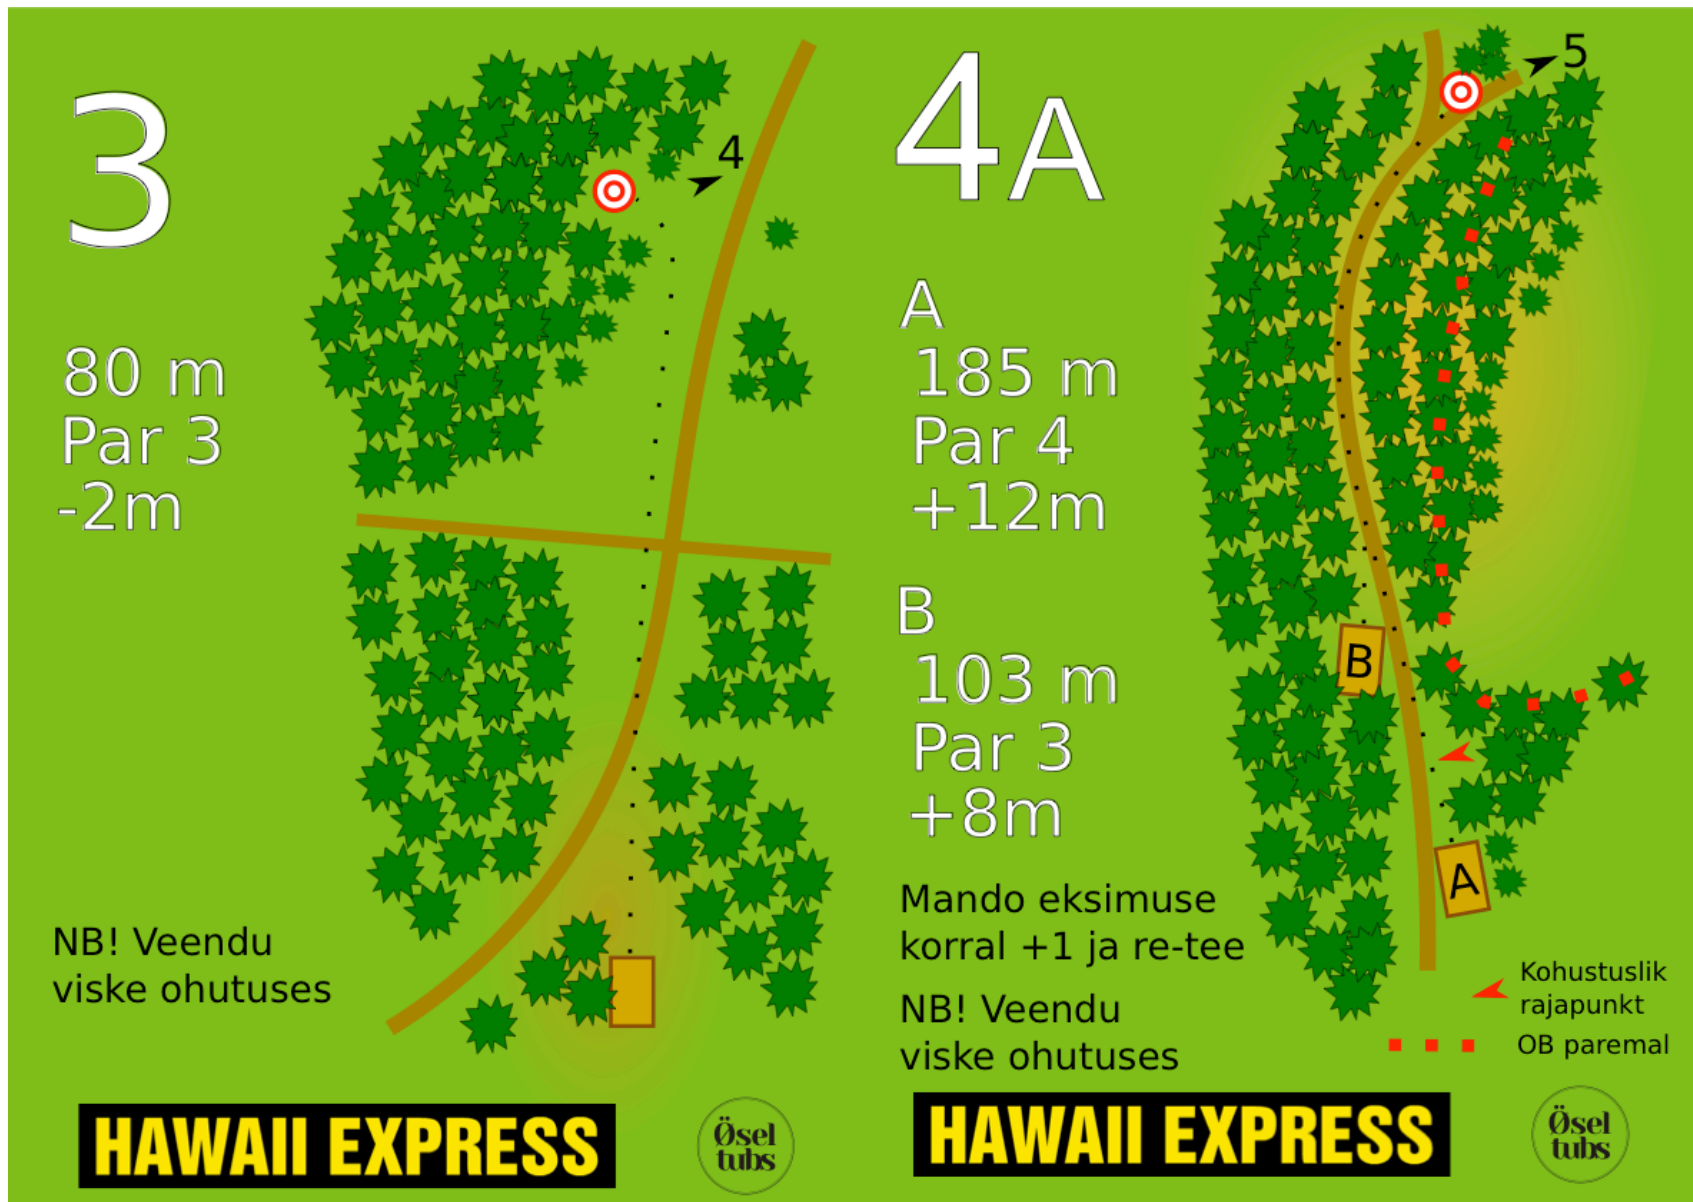 3
4
80 m
Par 3
-2m
NB! Veendu
viske ohutuses
HAWAII EXPRESS
Ösel
tubs
4A
5
A
185 m
Par 4
+12m
B
103 m
Par 3
+8m
B
A
Mando eksimuse
korral +1 ja re-tee
NB! Veendu
viske ohutuses
Kohustuslik
rajapunkt
OB paremal
HAWAII EXPRESS
Ösel
tubs